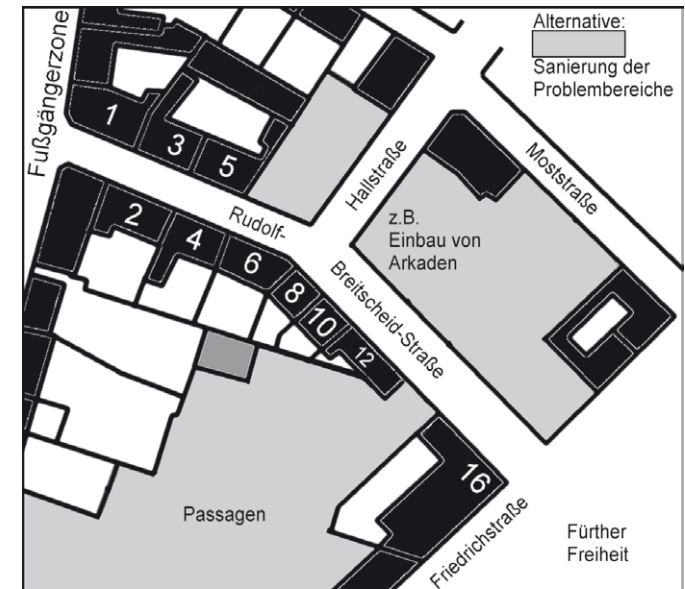 Alternative:
Sanierung der
Problembereiche
Fußgängerzone
1
3
5
Hallstraße
Moststraße
2
4
6
8
10
12
Rudolf-
Breitscheid-Straße
z.B.
Einbau von
Arkaden
16
Passagen
Friedrichstraße
Fürther
Freiheit